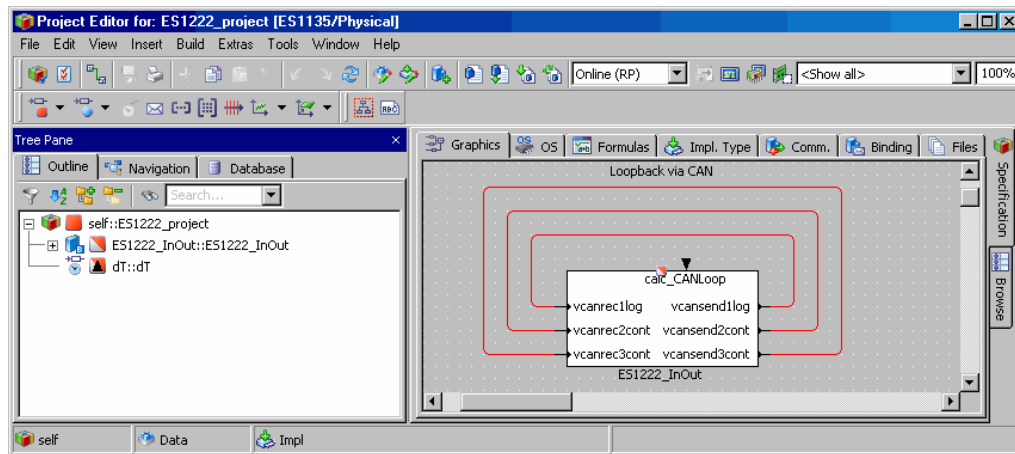 Project Editor for: ES1222_project [ES1135/Physical]
File Edit View Insert Build Extras Tools Window Help
Online (RP) <Show all> 100%
ABC
Tree Pane
Outline Navigation Database
Search...
self::ES1222_project
ES1222_InOut::ES1222_InOut
dT::dT
Graphics OS Formulas Impl. Type Comm. Binding Files
Specification
Browse
Loopback via CAN
calc_CANLoop
vcanrec1log vcansend1log
vcanrec2cont vcansend2cont
vcanrec3cont vcansend3cont
ES1222_InOut
self Data Impl